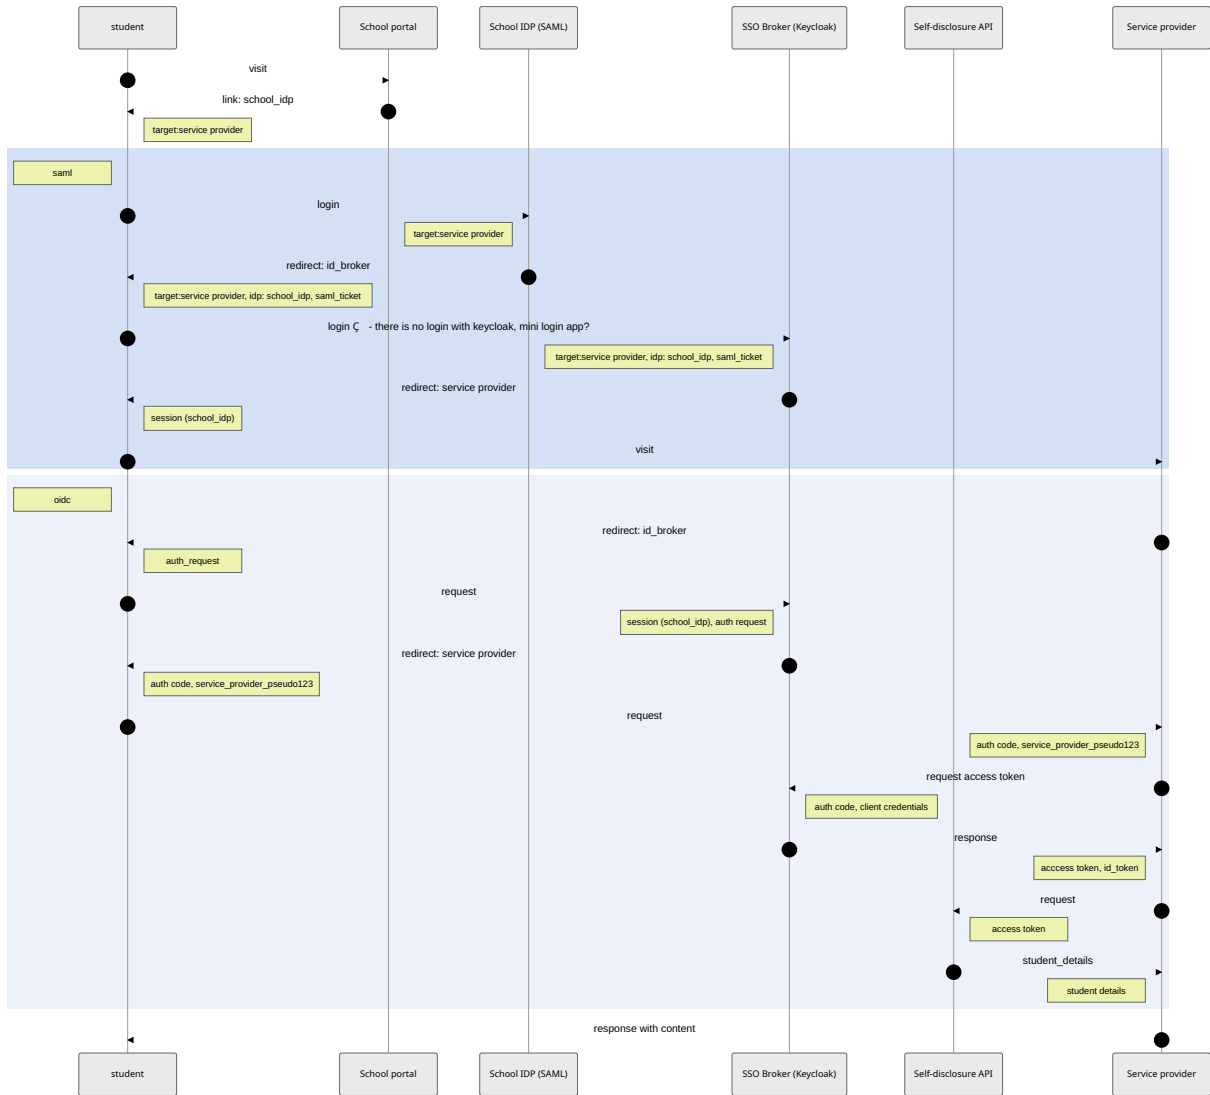 student
School portal
School IDP (SAML)
SSO Broker (Keycloak)
Self-disclosure API
Service provider
visit
link: school_idp
target:service provider
saml
login
target:service provider
redirect: id_broker
target:service provider, idp: school_idp, saml_ticket
login Ç - there is no login with keycloak, mini login app?
target:service provider, idp: school_idp, saml_ticket
redirect: service provider
session (school_idp)
visit
oidc
redirect: id_broker
auth_request
request
session (school_idp), auth request
redirect: service provider
auth code, service_provider_pseudo123
request
auth code, service_provider_pseudo123
request access token
auth code, client credentials
response
acccess token, id_token
request
access token
student_details
student details
response with content
student
School portal
School IDP (SAML)
SSO Broker (Keycloak)
Self-disclosure API
Service provider